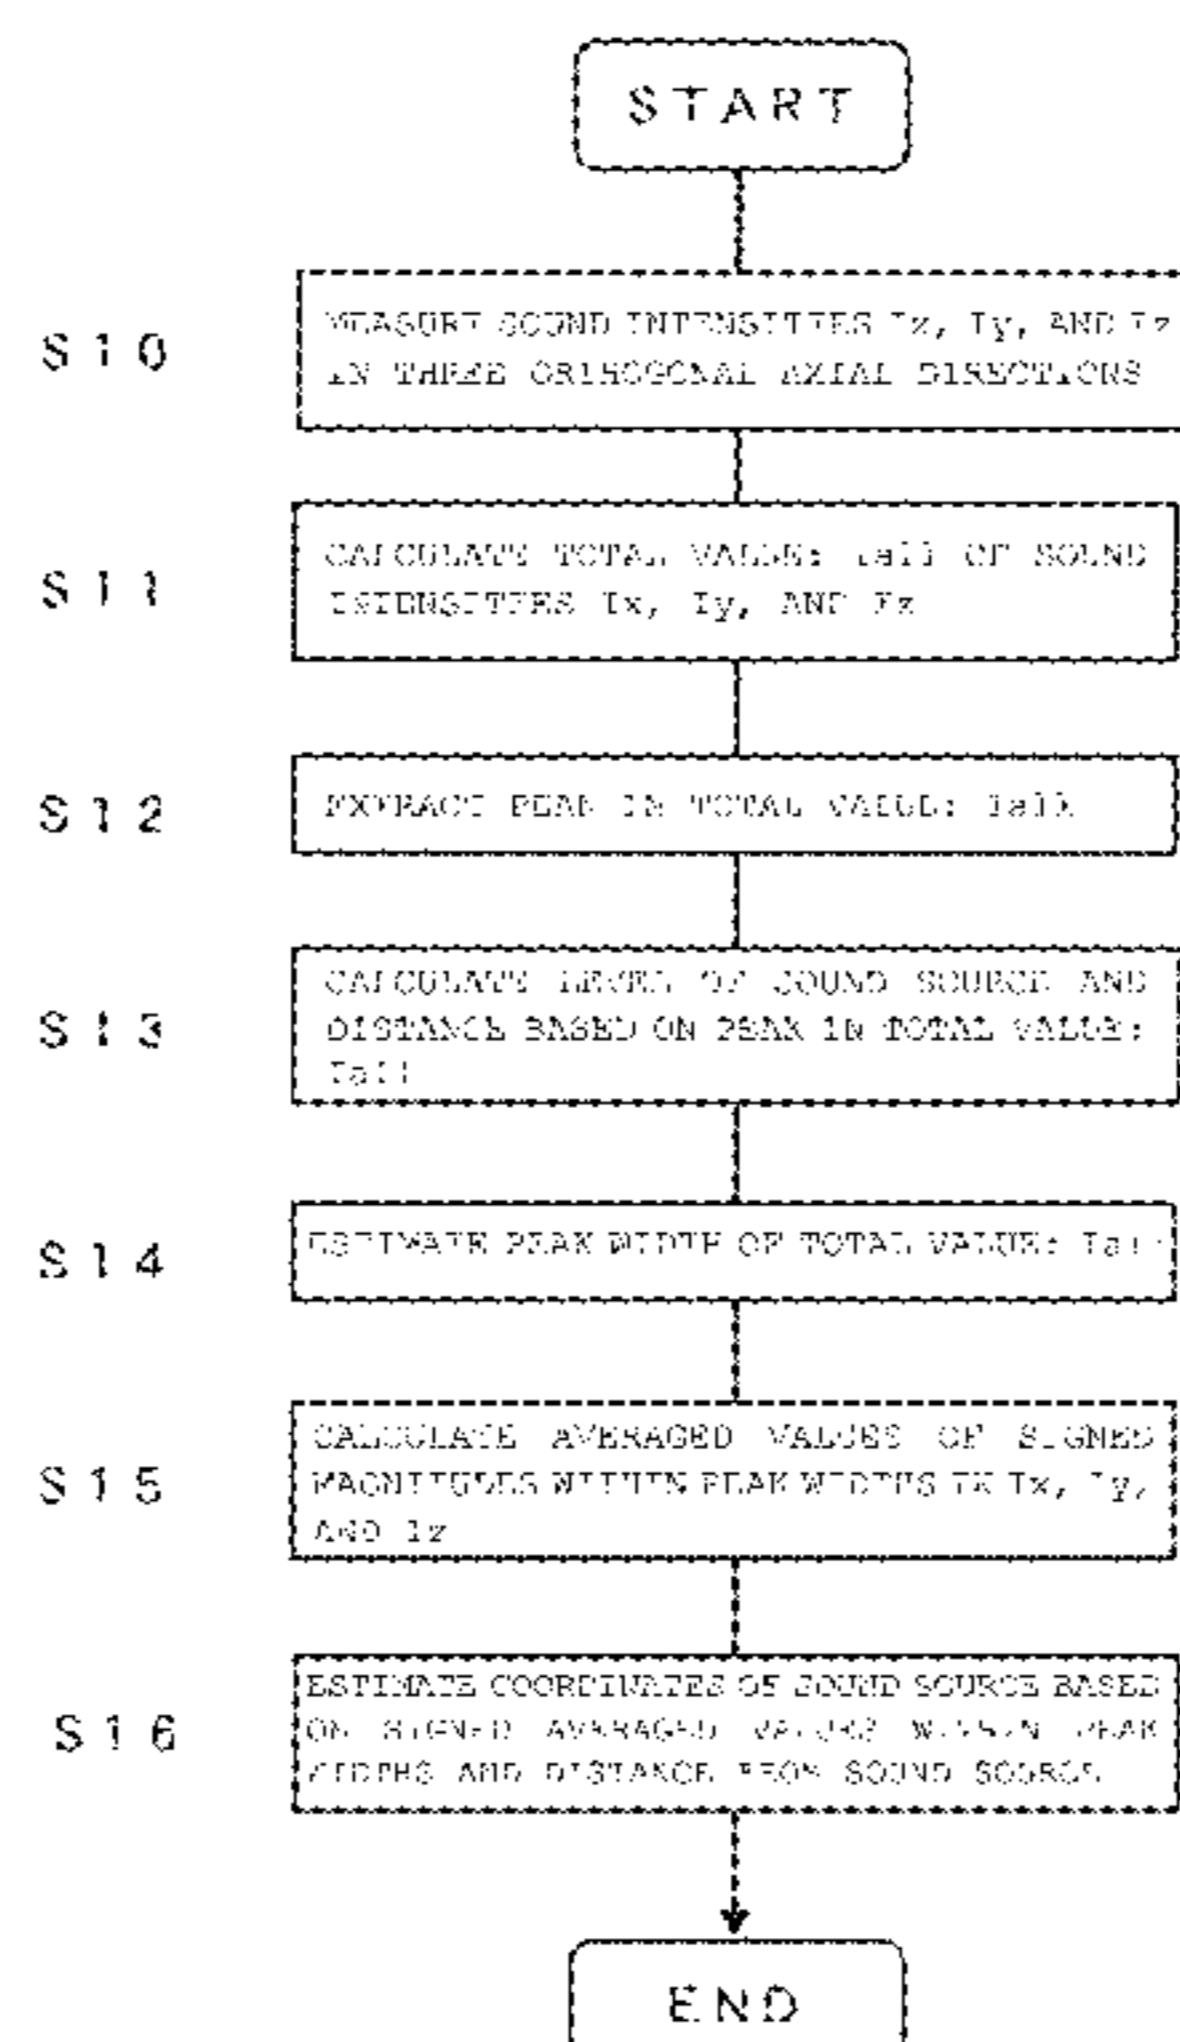 START
S10
MEASURE SOUND INTENSITIES Ix, Iy, AND Iz
IN THREE ORTHOGONAL AXIAL DIRECTIONS
S11
CALCULATE TOTAL VALUE: Iall OF SOUND
INTENSITIES Ix, Iy, AND Iz
S12
EXTRACT PEAK IN TOTAL VALUE: Iall
S13
CALCULATE LEVEL OF SOUND SOURCE AND
DISTANCE BASED ON PEAK IN TOTAL VALUE:
Iall
S14
ESTIMATE PEAK WIDTH OF TOTAL VALUE: Iall
S15
CALCULATE AVERAGED VALUES OF SIGNED
MAGNITUDES WITHIN PEAK WIDTHS IN Ix, Iy,
AND Iz
S16
ESTIMATE COORDINATES OF SOUND SOURCE BASED
ON SIGNED AVERAGED VALUES WITHIN PEAK
WIDTHS AND DISTANCE FROM SOUND SOURCE
END